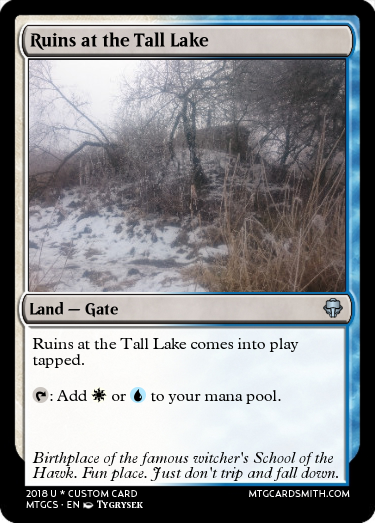 Ruins at the Tall Lake
Land — Gate
Ruins at the Tall Lake comes into play
tapped.
: Add or to your mana pool.
Birthplace of the famous witcher's School of the
Hawk. Fun place. Just don't trip and fall down.
2018 U * CUSTOM CARD
MTGCARDSMITH.COM
MTGCS · EN TYGRYSEK